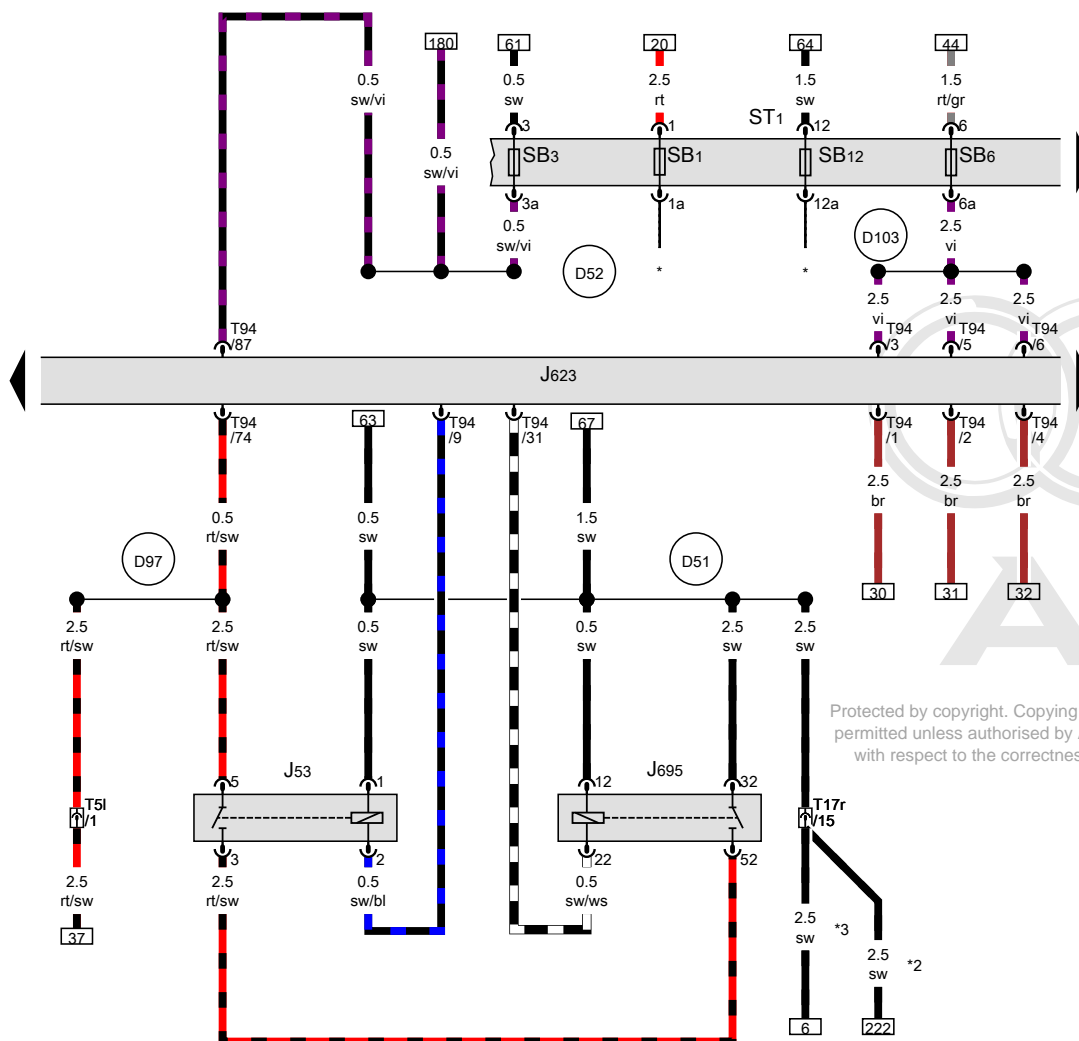 180
61
20
64
44
0.5
sw/vi
0.5
sw
2.5
rt
1.5
sw
1.5
rt/gr
ST1
3
1
12
6
0.5
sw/vi
SB3
SB1
SB12
SB6
3a
1a
12a
6a
0.5
sw/vi
2.5
vi
D103
D52
*
*
2.5
vi
2.5
vi
2.5
vi
T94
/87
T94
/3
T94
/5
T94
/6
J623
T94
/74
63
T94
/9
T94
/31
67
T94
/1
T94
/2
T94
/4
0.5
rt/sw
0.5
sw
1.5
sw
2.5
br
2.5
br
2.5
br
D97
D51
30
31
32
2.5
rt/sw
2.5
rt/sw
0.5
sw
0.5
sw
2.5
sw
2.5
sw
Protected by copyright. Copying
permitted unless authorised by
with respect to the correctnes
J53
J695
5
1
12
32
T5l
/1
T17r
/15
3
2
22
52
2.5
rt/sw
2.5
rt/sw
0.5
sw/bl
0.5
sw/ws
2.5
sw
*3
37
2.5
sw
*2
6
222